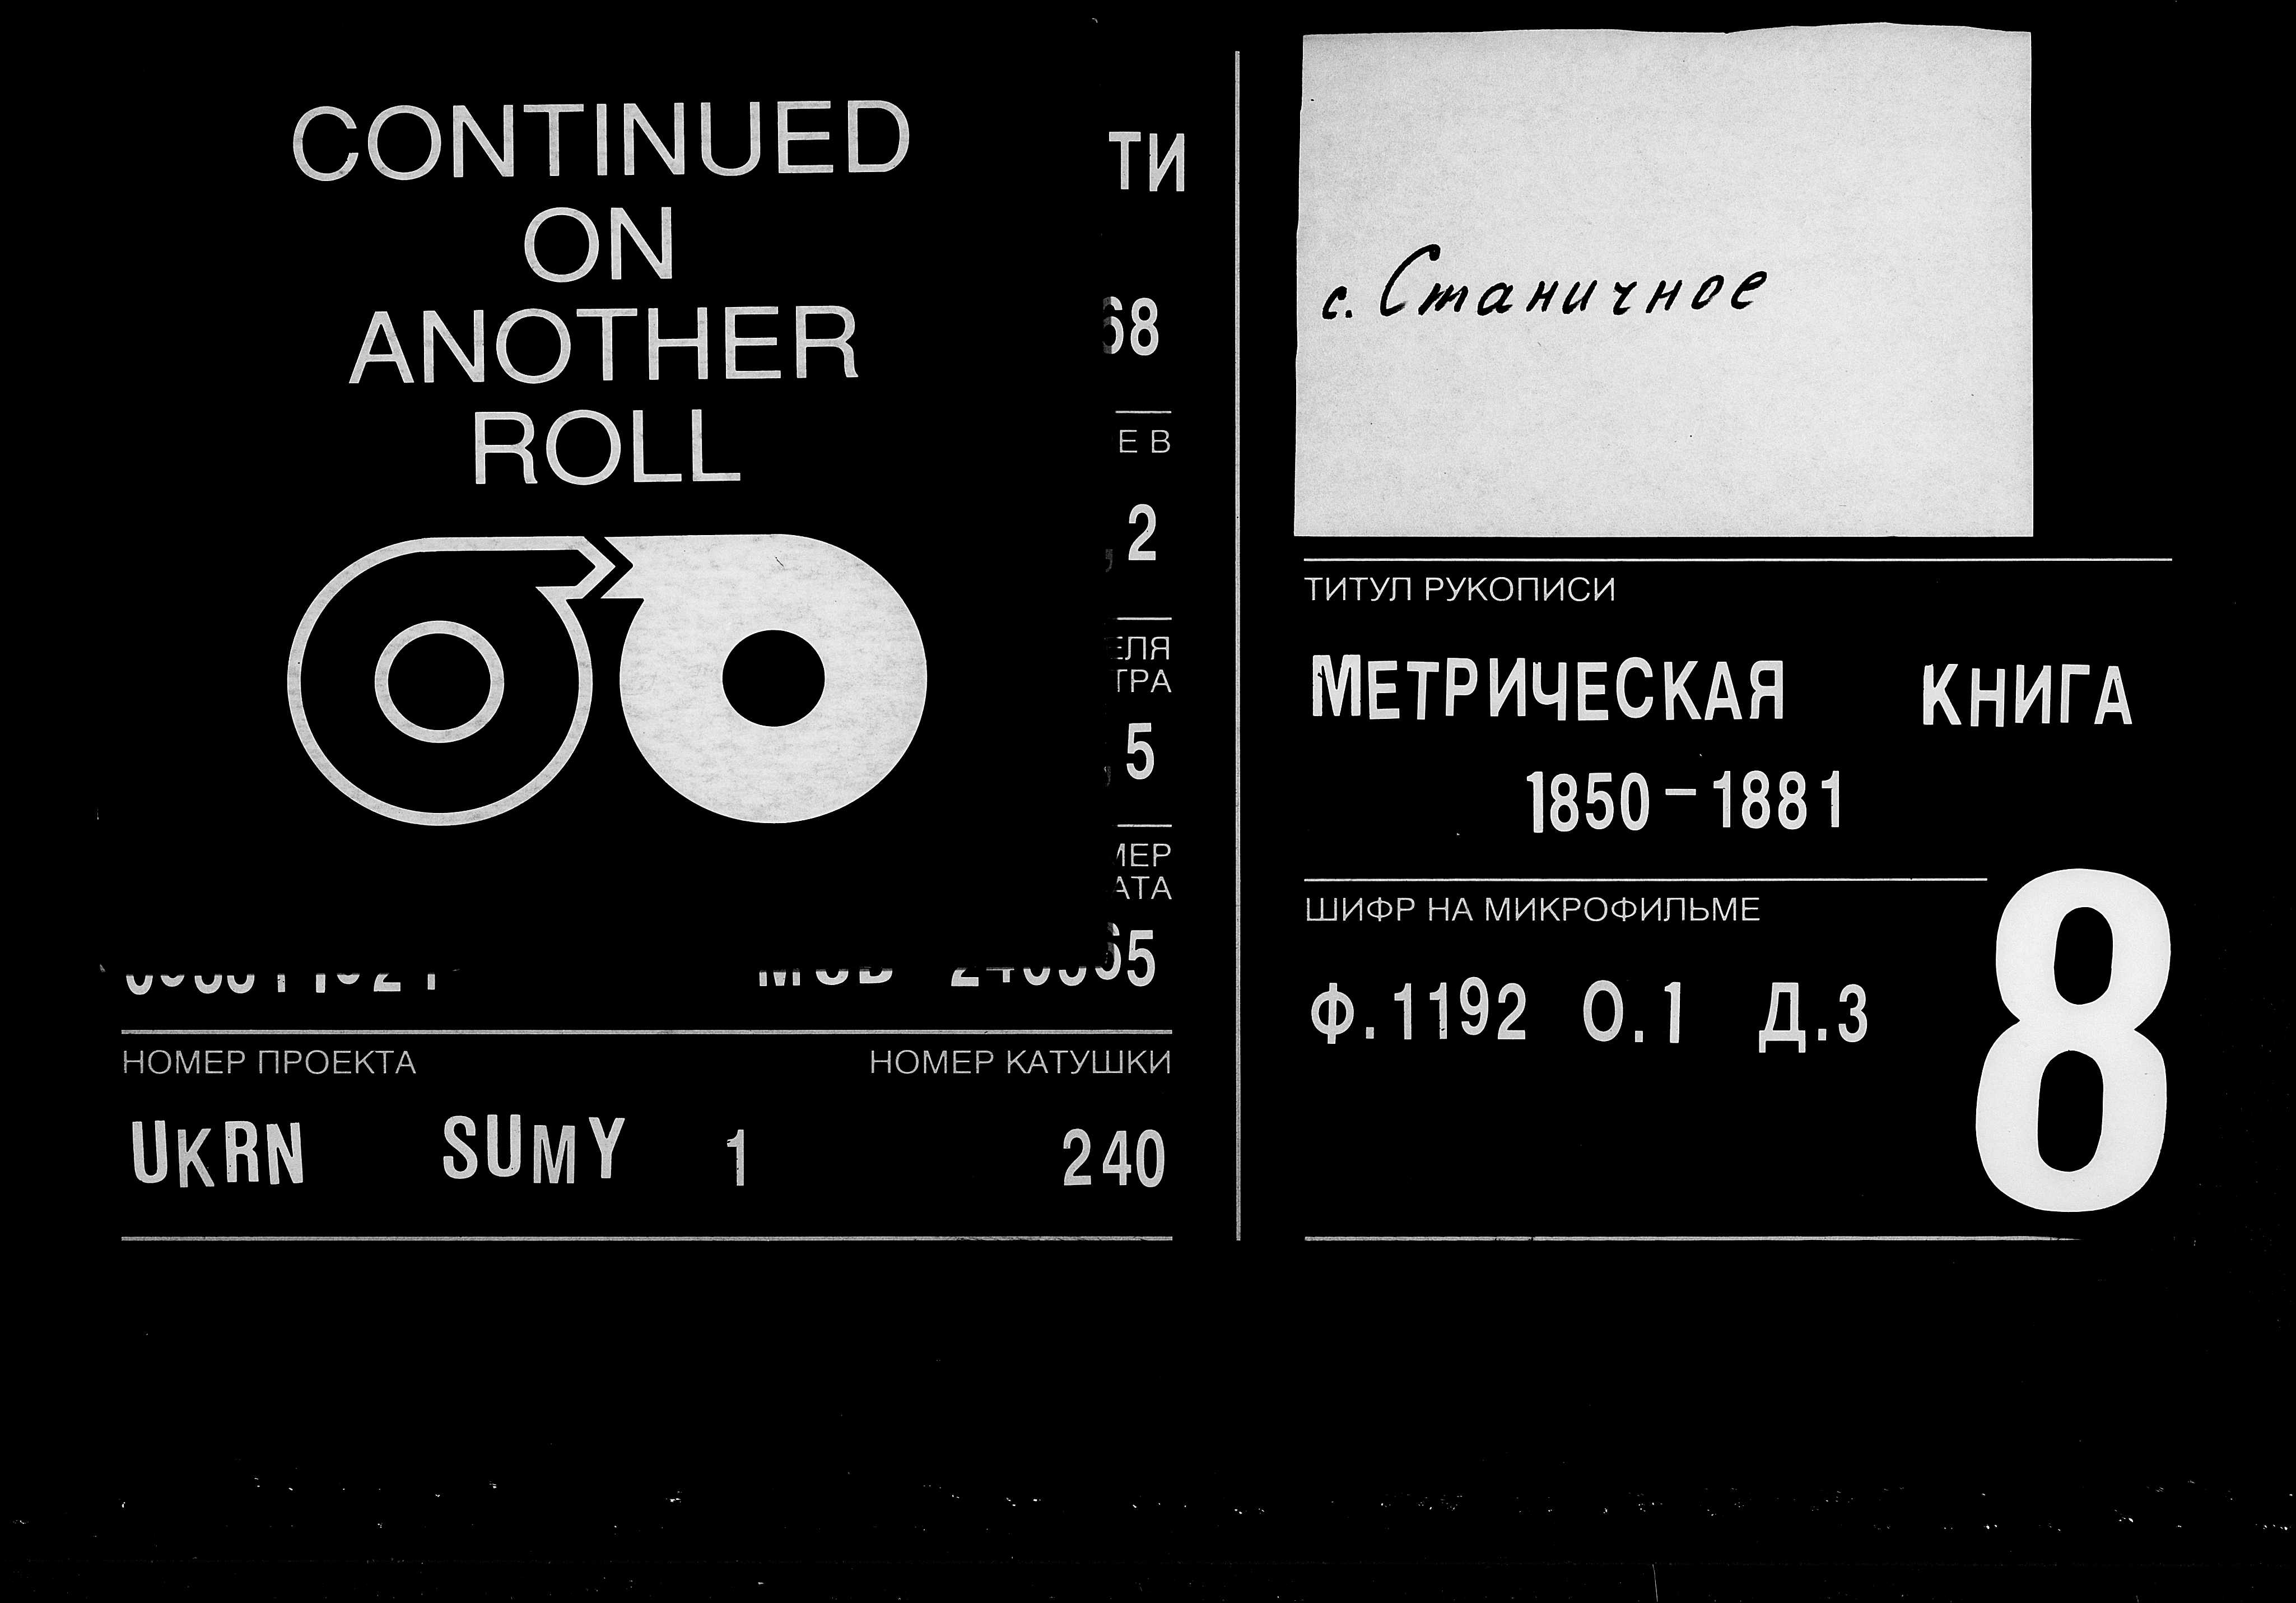 CONTINUED
ON
ANOTHER
ROLL
ТИ
68
Е В
2
ЕЛЯ
ТРА
5
МЕР
АТА
5
НОМЕР ПРОЕКТА НОМЕР КАТУШКИ
UKRN SUMY 1 240
с. Станичное
ТИТУЛ РУКОПИСИ
МЕТРИЧЕСКАЯ КНИГА
1850-1881
ШИФР НА МИКРОФИЛЬМЕ
Ф.1192 О.1 Д.3
8